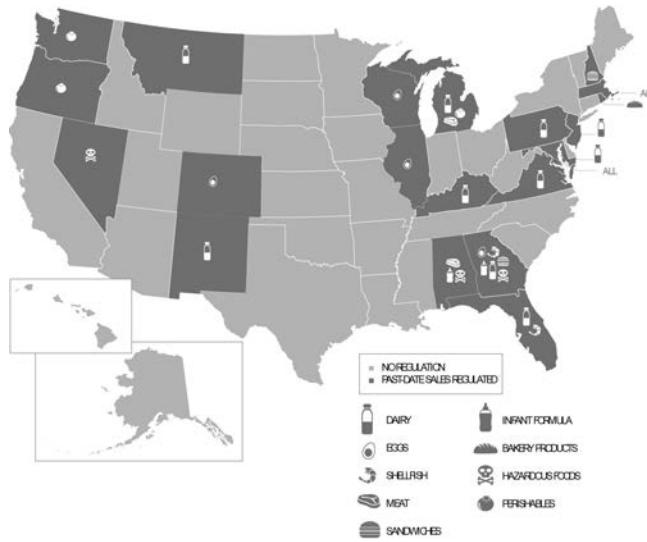 ALL
NO REGULATION
PAST-DATE SALES REGULATED
DAIRY
INFANT FORMULA
EGGS
BAKERY PRODUCTS
SHELLFISH
HAZARDOUS FOODS
MEAT
PERISHABLES
SANDWICHES